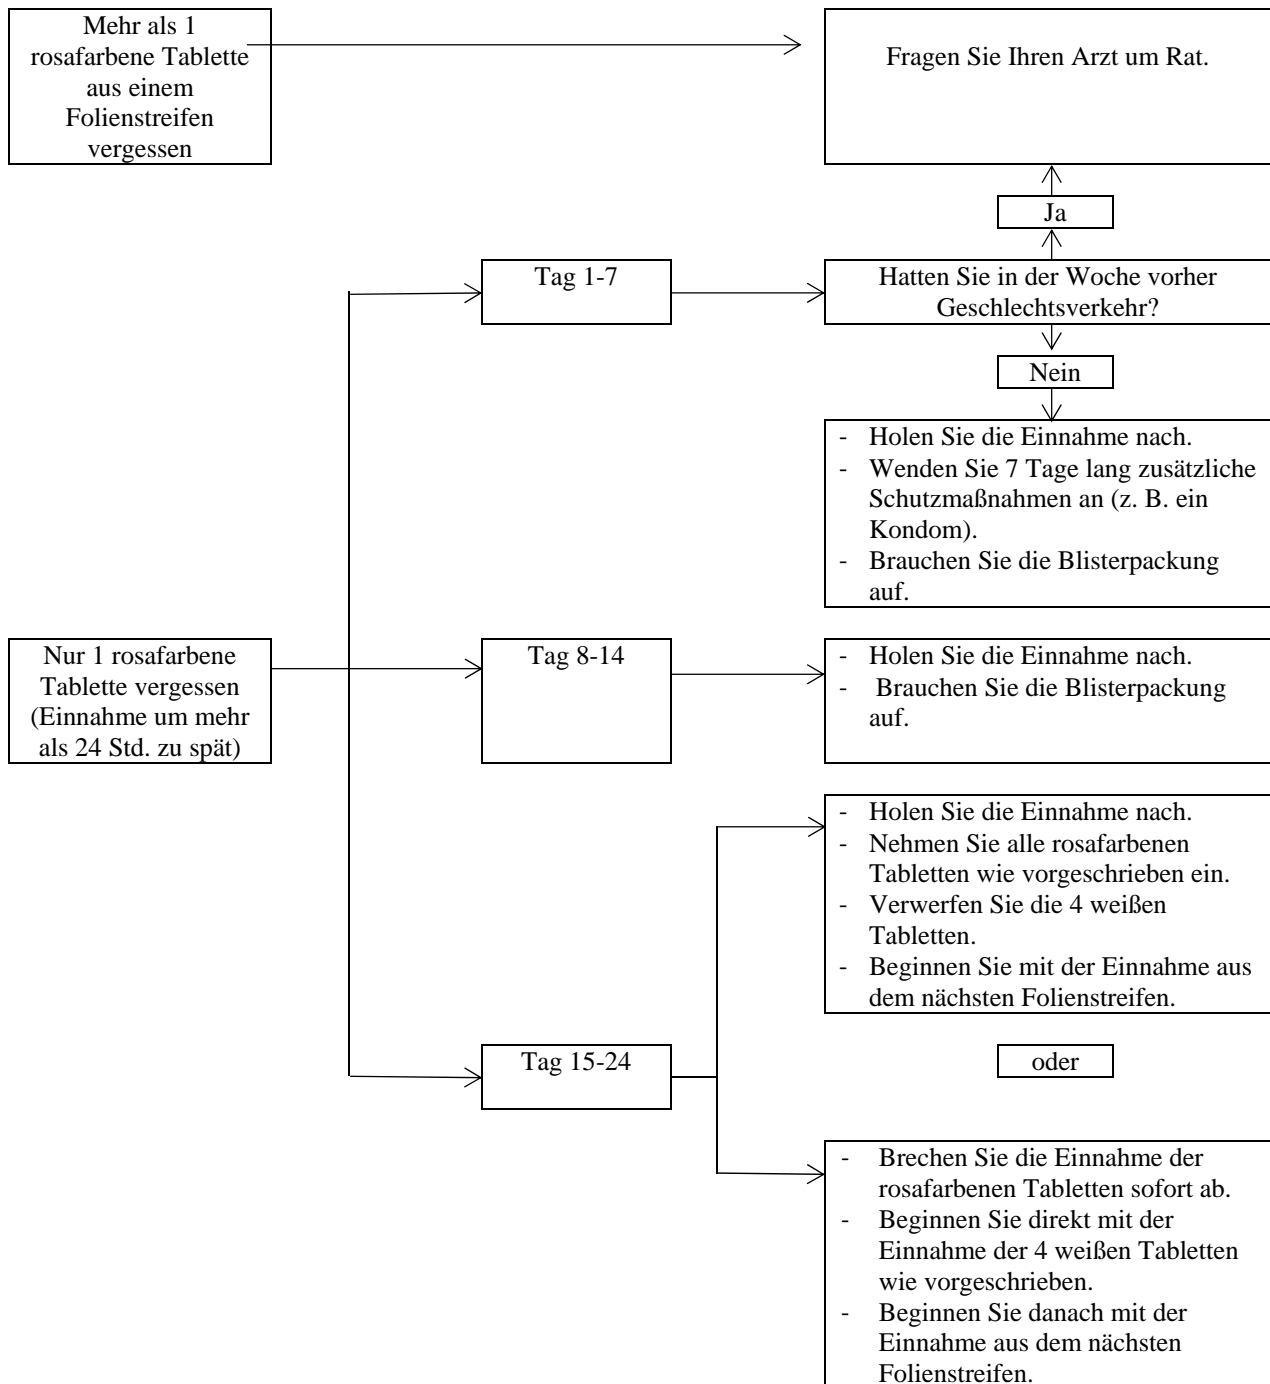 Mehr als 1
rosafarbene Tablette
aus einem
Folienstreifen
vergessen
Fragen Sie Ihren Arzt um Rat.
Ja
Tag 1-7
Hatten Sie in der Woche vorher
Geschlechtsverkehr?
Nein
- Holen Sie die Einnahme nach.
- Wenden Sie 7 Tage lang zusätzliche
Schutzmaßnahmen an (z. B. ein
Kondom).
- Brauchen Sie die Blisterpackung
auf.
Nur 1 rosafarbene
Tablette vergessen
(Einnahme um mehr
als 24 Std. zu spät)
Tag 8-14
- Holen Sie die Einnahme nach.
- Brauchen Sie die Blisterpackung
auf.
- Holen Sie die Einnahme nach.
- Nehmen Sie alle rosafarbenen
Tabletten wie vorgeschrieben ein.
- Verwerfen Sie die 4 weißen
Tabletten.
- Beginnen Sie mit der Einnahme aus
dem nächsten Folienstreifen.
Tag 15-24
oder
- Brechen Sie die Einnahme der
rosafarbenen Tabletten sofort ab.
- Beginnen Sie direkt mit der
Einnahme der 4 weißen Tabletten
wie vorgeschrieben.
- Beginnen Sie danach mit der
Einnahme aus dem nächsten
Folienstreifen.